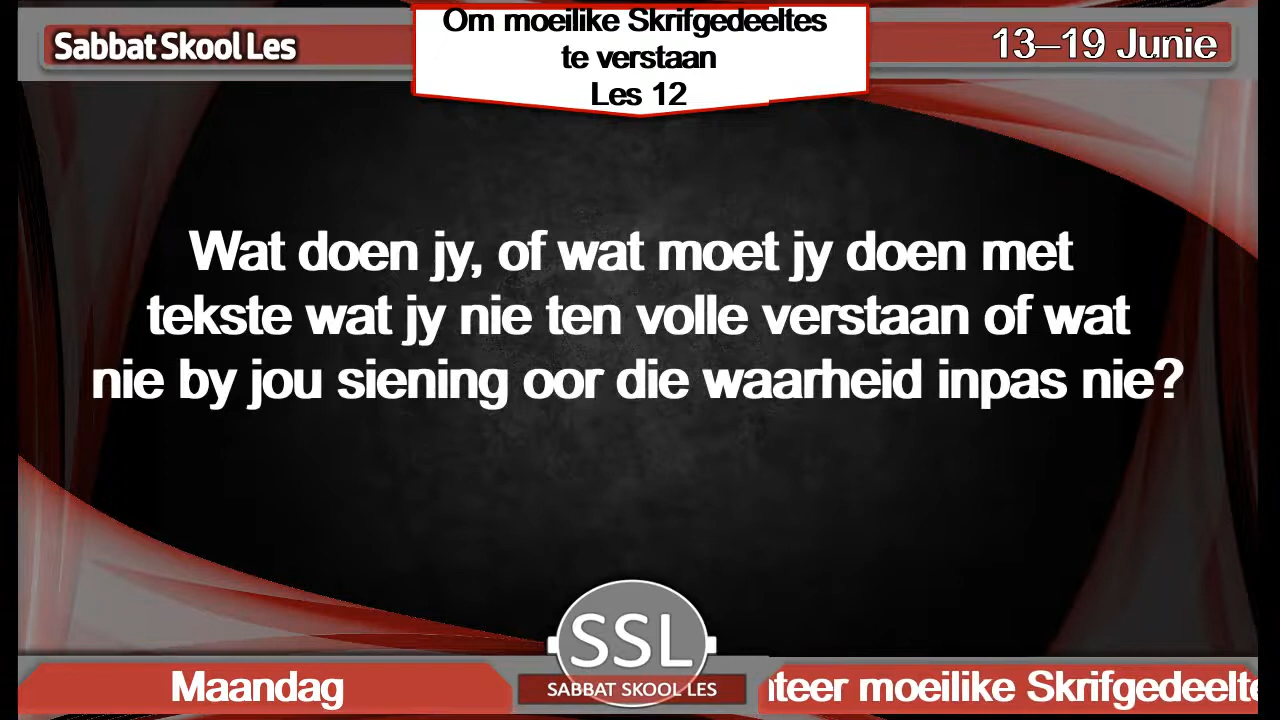 Om moeilike Skrifgedeeltes
te verstaan
Les 12
Sabbat Skool Les
13–19 Junie
Wat doen jy, of wat moet jy doen met
tekste wat jy nie ten volle verstaan of wat
nie by jou siening oor die waarheid inpas nie?
SSL
SABBAT SKOOL LES
Maandag
moeilike